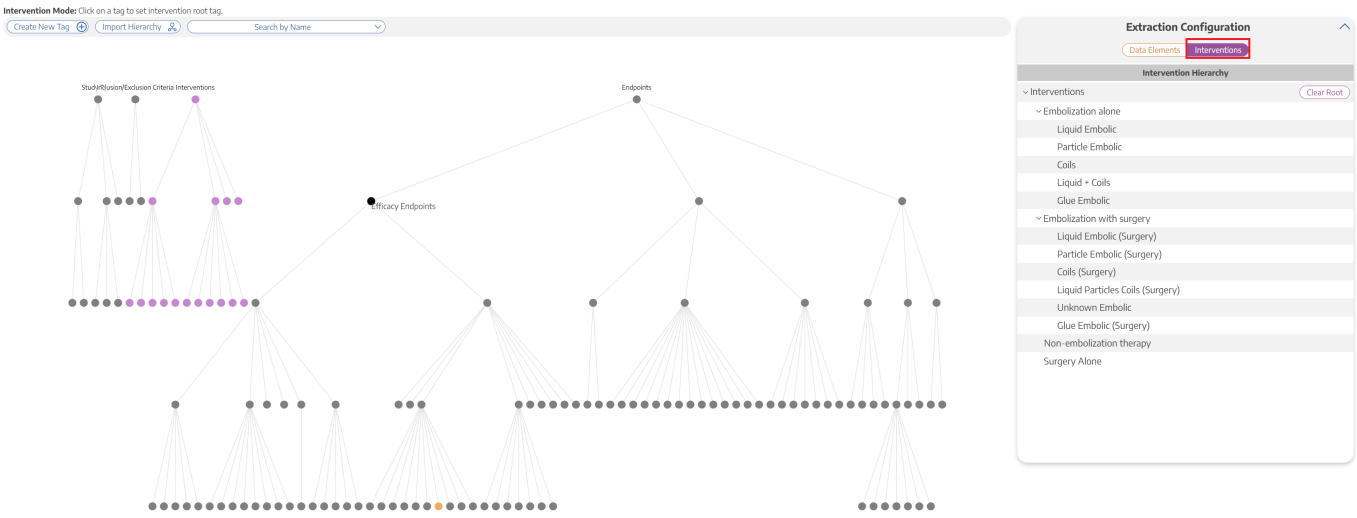 Intervention Mode: Click on a tag to set intervention root tag.
Create New Tag
Import Hierarchy
Search by Name
Extraction Configuration
Data Elements
Interventions
Intervention Hierarchy
Interventions
Clear Root
Embolization alone
Liquid Embolic
Particle Embolic
Coils
Liquid + Coils
Glue Embolic
Embolization with surgery
Liquid Embolic (Surgery)
Particle Embolic (Surgery)
Coils (Surgery)
Liquid Particles Coils (Surgery)
Unknown Embolic
Glue Embolic (Surgery)
Non-embolization therapy
Surgery Alone
/Exclusion Criteria
Interventions
Endpoints
Efficacy Endpoints